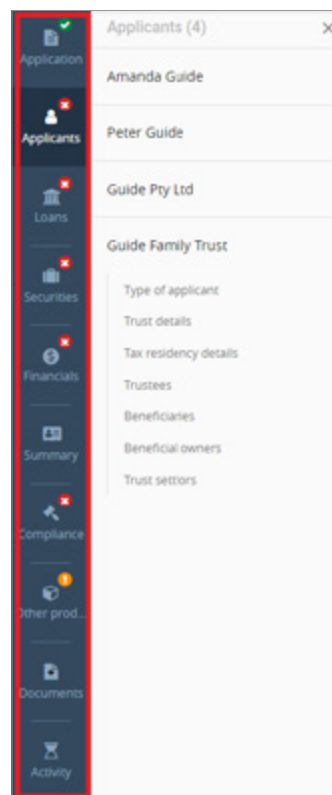 Application
Applicants
Loans
Securities
Financials
Summary
Compliance
Other prod...
Documents
Activity
Applicants (4)
Amanda Guide
Peter Guide
Guide Pty Ltd
Guide Family Trust
Type of applicant
Trust details
Tax residency details
Trustees
Beneficiaries
Beneficial owners
Trust settlors